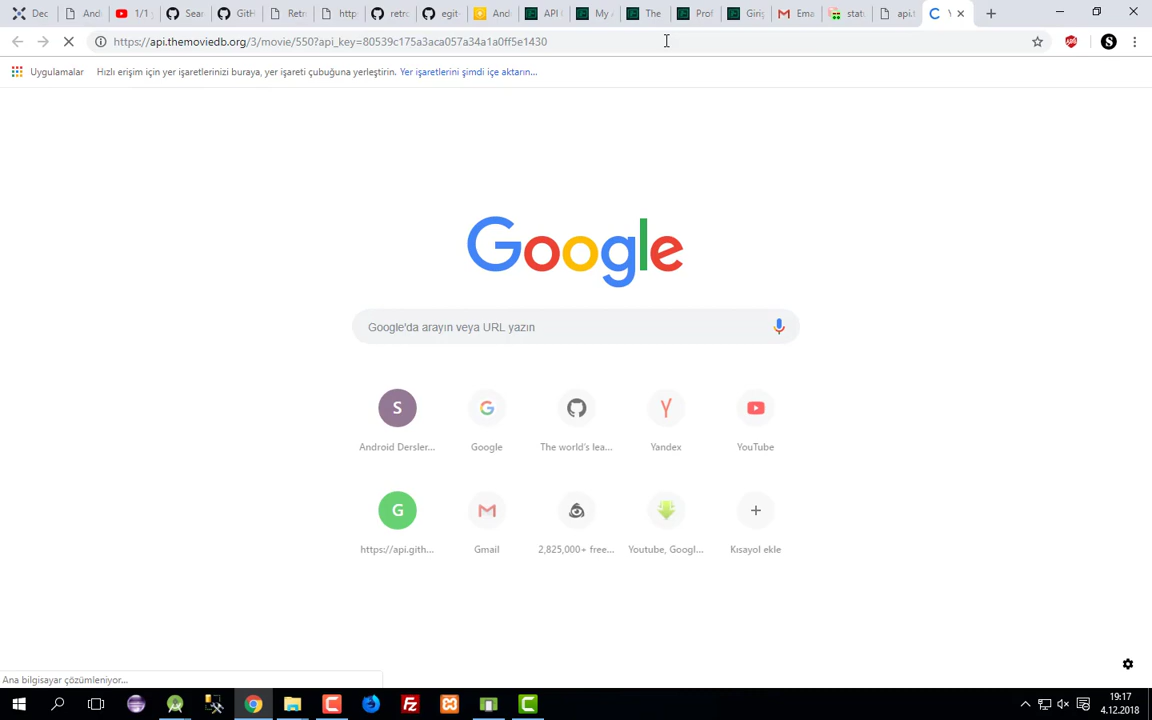 Dec
And
1/1
Sear
GitH
Retr
http
retro
egit-
And
API
My A
The
Prof
Giriş
Ema
statu
api.t
https://api.themoviedb.org/3/movie/550?api_key=80539c175a3aca057a34a1a0ff5e1430
Uygulamalar
Hızlı erişim için yer işaretlerinizi buraya, yer işareti çubuğuna yerleştirin. Yer işaretlerini şimdi içe aktarın...
Google
Google'da arayın veya URL yazın
S
Android Dersler...
Google
The world's lea...
Yandex
YouTube
G
https://api.gith...
Gmail
2,825,000+ free...
Youtube, Googl...
Kısayol ekle
Ana bilgisayar çözümleniyor...
19:17
4.12.2018